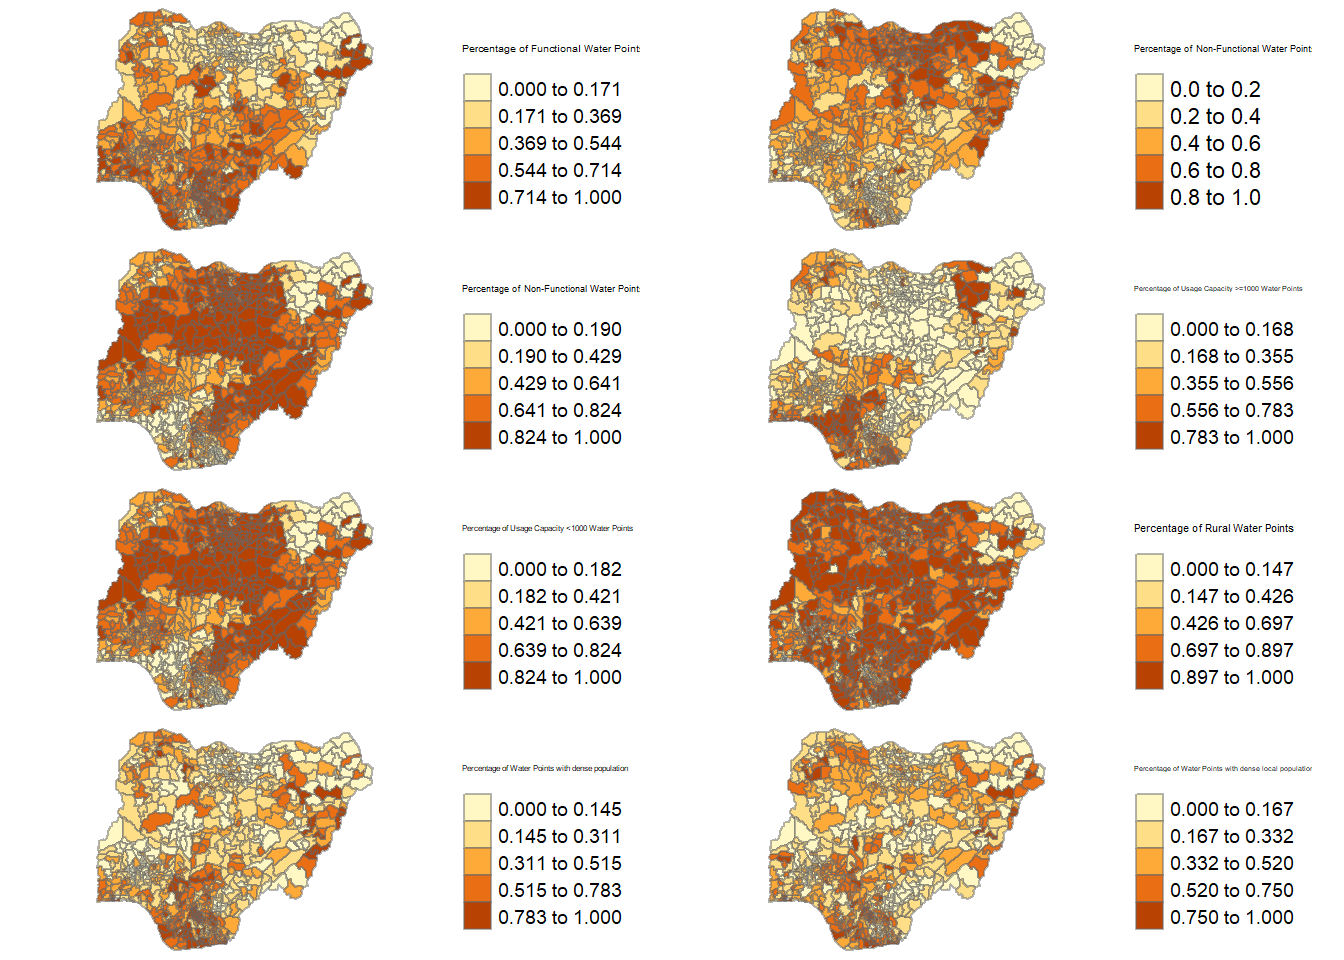 Percentage of Functional Water Point
0.000 to 0.171
0.171 to 0.369
0.369 to 0.544
0.544 to 0.714
0.714 to 1.000
Percentage of Non-Functional Water Point
0.0 to 0.2
0.2 to 0.4
0.4 to 0.6
0.6 to 0.8
0.8 to 1.0
Percentage of Non-Functional Water Point
0.000 to 0.190
0.190 to 0.429
0.429 to 0.641
0.641 to 0.824
0.824 to 1.000
Percentage of Usage Capacity >=1000 Water Points
0.000 to 0.168
0.168 to 0.355
0.355 to 0.556
0.556 to 0.783
0.783 to 1.000
Percentage of Usage Capacity <1000 Water Points
0.000 to 0.182
0.182 to 0.421
0.421 to 0.639
0.639 to 0.824
0.824 to 1.000
Percentage of Rural Water Points
0.000 to 0.147
0.147 to 0.426
0.426 to 0.697
0.697 to 0.897
0.897 to 1.000
Percentage of Water Points with dense population
0.000 to 0.145
0.145 to 0.311
0.311 to 0.515
0.515 to 0.783
0.783 to 1.000
Percentage of Water Points with dense local population
0.000 to 0.167
0.167 to 0.332
0.332 to 0.520
0.520 to 0.750
0.750 to 1.000